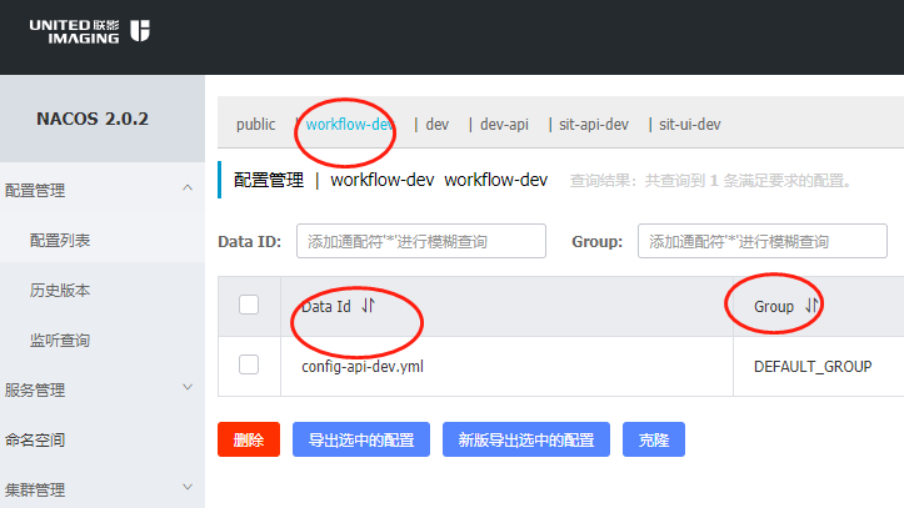 UNITED 联影
IMAGING
NACOS 2.0.2
配置管理
配置列表
历史版本
监听查询
服务管理
命名空间
集群管理
public | workflow-dev | dev | dev-api | sit-api-dev | sit-ui-dev
配置管理 | workflow-dev workflow-dev 查询结果：共查询到 1 条满足要求的配置。
Data ID: 添加通配符'*'进行模糊查询 Group: 添加通配符'*'进行模糊查询
Data Id Group
config-api-dev.yml DEFAULT_GROUP
删除 导出选中的配置 新版导出选中的配置 克隆